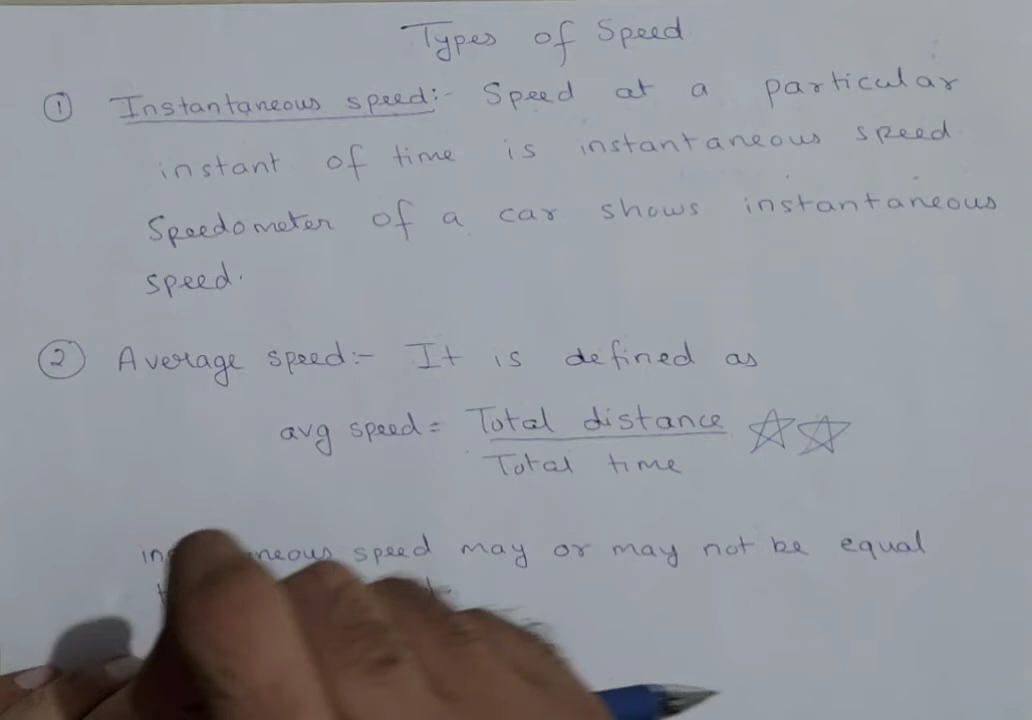 Types of Speed
① Instantaneous speed:- Speed at a particular
instant of time is instantaneous speed
Speedometer of a car shows instantaneous
speed.
② Average speed:- It is defined as
avg speed = Total distance
Total time
speed may or may not be equal